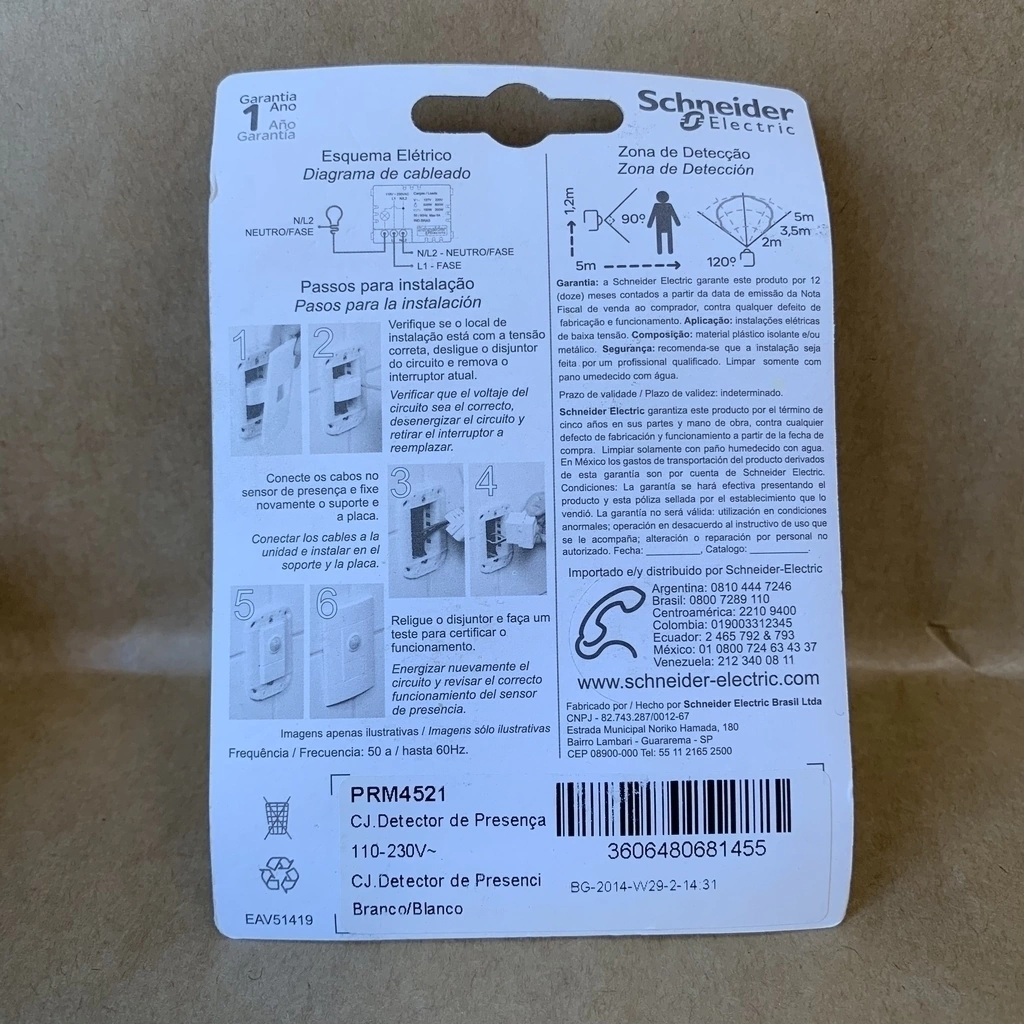 Garantia
1 Ano
Año
Garantia
Schneider
Electric
Esquema Elétrico
Diagrama de cableado
N/L2
NEUTRO/FASE
L1
Schneider
Electric
N/L2 - NEUTRO/FASE
L1 - FASE
Zona de Detecção
Zona de Detección
1,2m
90º
5m
5m
3,5m
2m
120º
Passos para instalação
Pasos para la instalación
1
2
Verifique se o local de
instalação está com a tensão
correta, desligue o disjuntor
do circuito e remova o
interruptor atual.
Verificar que el voltaje del
circuito sea el correcto,
desenergizar el circuito y
retirar el interruptor a
reemplazar.
Conecte os cabos no
sensor de presença e fixe
novamente o suporte e
a placa.
Conectar los cables a la
unidad e instalar en el
soporte y la placa.
3
4
5
6
Religue o disjuntor e faça um
teste para certificar o
funcionamento.
Energizar nuevamente el
circuito y revisar el correcto
funcionamiento del sensor
de presencia.
Imagens apenas ilustrativas / Imagens sólo ilustrativas
Frequência / Frecuencia: 50 a / hasta 60Hz.
Garantia: a Schneider Electric garante este produto por 12
(doze) meses contados a partir da data de emissão da Nota
Fiscal de venda ao comprador, contra qualquer defeito de
fabricação e funcionamento. Aplicação: instalações elétricas
de baixa tensão. Composição: material plástico isolante e/ou
metálico. Segurança: recomenda-se que a instalação seja
feita por um profissional qualificado. Limpar somente com
pano umedecido com água.
Prazo de validade / Plazo de validez: indeterminado.
Schneider Electric garantiza este producto por el término de
cinco años en sus partes y mano de obra, contra cualquier
defecto de fabricación y funcionamiento a partir de la fecha de
compra. Limpiar solamente con paño humedecido con agua.
En México los gastos de transportación del producto derivados
de esta garantía son por cuenta de Schneider Electric.
Condiciones: La garantía se hará efectiva presentando el
producto y esta póliza sellada por el establecimiento que lo
vendió. La garantía no será válida: utilización en condiciones
anormales; operación en desacuerdo al instructivo de uso que
se le acompaña; alteración o reparación por personal no
autorizado. Fecha: __________, Catalogo: __________.
Importado e/y distribuido por Schneider-Electric
Argentina: 0810 444 7246
Brasil: 0800 7289 110
Centroamérica: 2210 9400
Colombia: 019003312345
Ecuador: 2 465 792 & 793
México: 01 0800 724 63 43 37
Venezuela: 212 340 08 11
www.schneider-electric.com
Fabricado por / Hecho por Schneider Electric Brasil Ltda
CNPJ - 82.743.287/0012-67
Estrada Municipal Noriko Hamada, 180
Bairro Lambari - Guararema - SP
CEP 08900-000 Tel: 55 11 2165 2500
EAV51419
PRM4521
CJ.Detector de Presença
110-230V~
CJ.Detector de Presenci
Branco/Blanco
3606480681455
BG-2014-W29-2-14:31